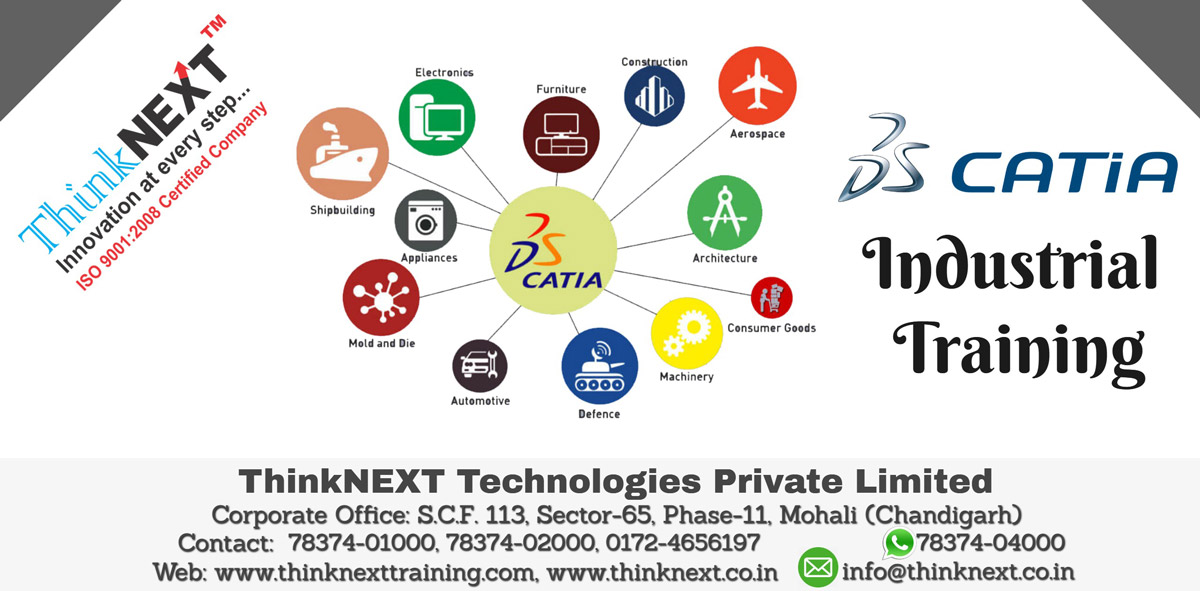 ThinkNEXT™
Innovation at every step...
ISO 9001:2008 Certified Company
Electronics
Furniture
Construction
Aerospace
Shipbuilding
Appliances
Architecture
DS CATIA
Mold and Die
Consumer Goods
Automotive
Defence
Machinery
DS CATiA
Industrial
Training
ThinkNEXT Technologies Private Limited
Corporate Office: S.C.F. 113, Sector-65, Phase-11, Mohali (Chandigarh)
Contact: 78374-01000, 78374-02000, 0172-4656197 78374-04000
Web: www.thinknexttraining.com, www.thinknext.co.in info@thinknext.co.in